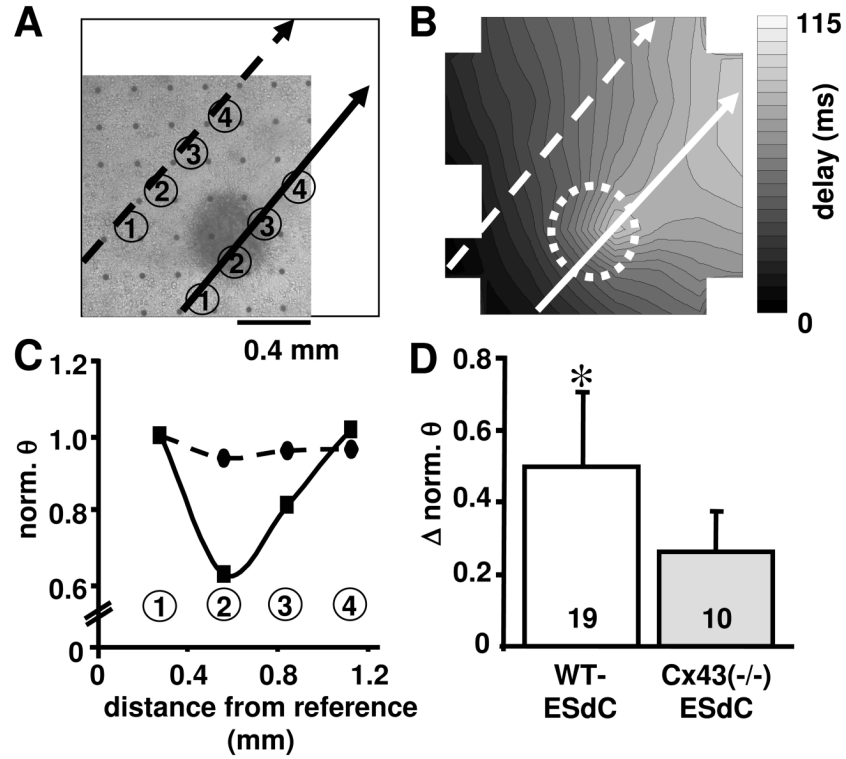 A
1
2
3
4
1
2
3
4
0.4 mm
B
115
delay (ms)
0
C
1.2
1.0
0.8
0.6
0
norm. θ
1 2 3 4
0 0.4 0.8 1.2
distance from reference
(mm)
D
0.8
0.6
0.4
0.2
0
Δ norm. θ
*
19 10
WT-
ESdC
Cx43(-/-)
ESdC